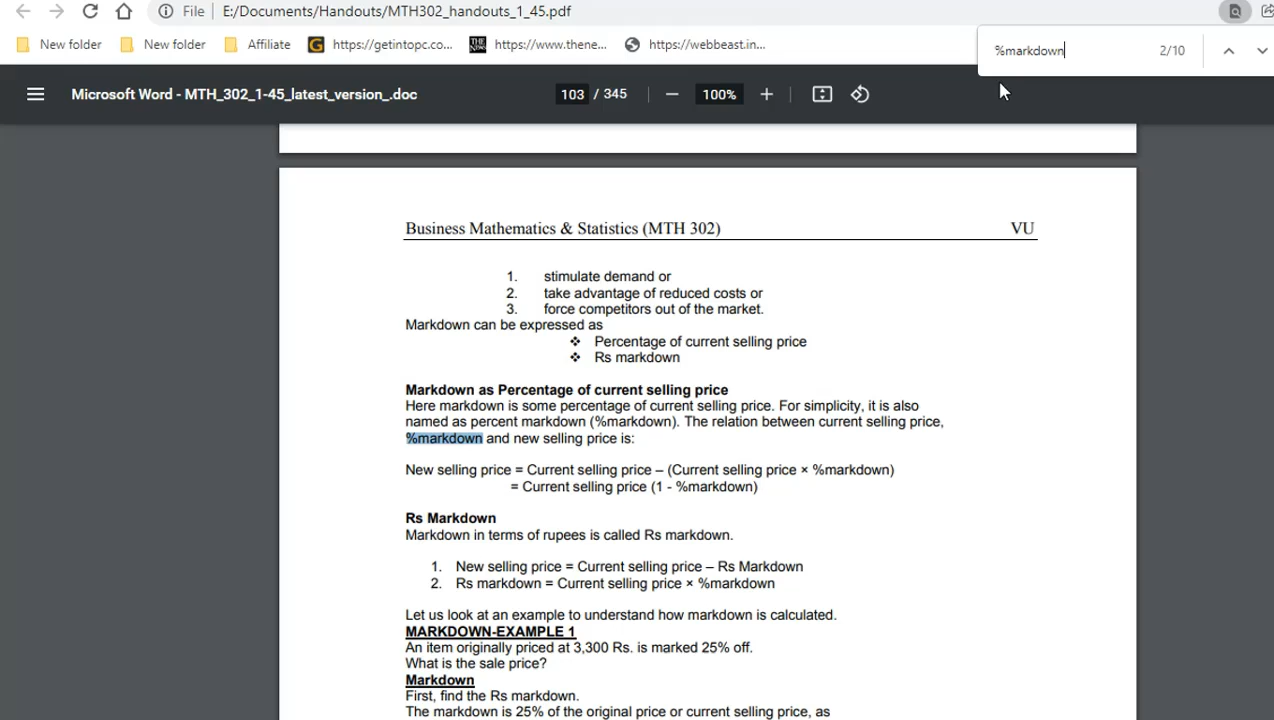 File E:/Documents/Handouts/MTH302_handouts_1_45.pdf
New folder New folder Affiliate G https://getintopc.co... THE NEWS https://www.thene... https://webbeast.in...
%markdown 2/10
Microsoft Word - MTH_302_1-45_latest_version_.doc 103 / 345 — 100% +
Business Mathematics & Statistics (MTH 302) VU
1. stimulate demand or
2. take advantage of reduced costs or
3. force competitors out of the market.
Markdown can be expressed as
❖ Percentage of current selling price
❖ Rs markdown
Markdown as Percentage of current selling price
Here markdown is some percentage of current selling price. For simplicity, it is also
named as percent markdown (%markdown). The relation between current selling price,
%markdown and new selling price is:
New selling price = Current selling price – (Current selling price × %markdown)
= Current selling price (1 - %markdown)
Rs Markdown
Markdown in terms of rupees is called Rs markdown.
1. New selling price = Current selling price – Rs Markdown
2. Rs markdown = Current selling price × %markdown
Let us look at an example to understand how markdown is calculated.
MARKDOWN-EXAMPLE 1
An item originally priced at 3,300 Rs. is marked 25% off.
What is the sale price?
Markdown
First, find the Rs markdown.
The markdown is 25% of the original price or current selling price, as